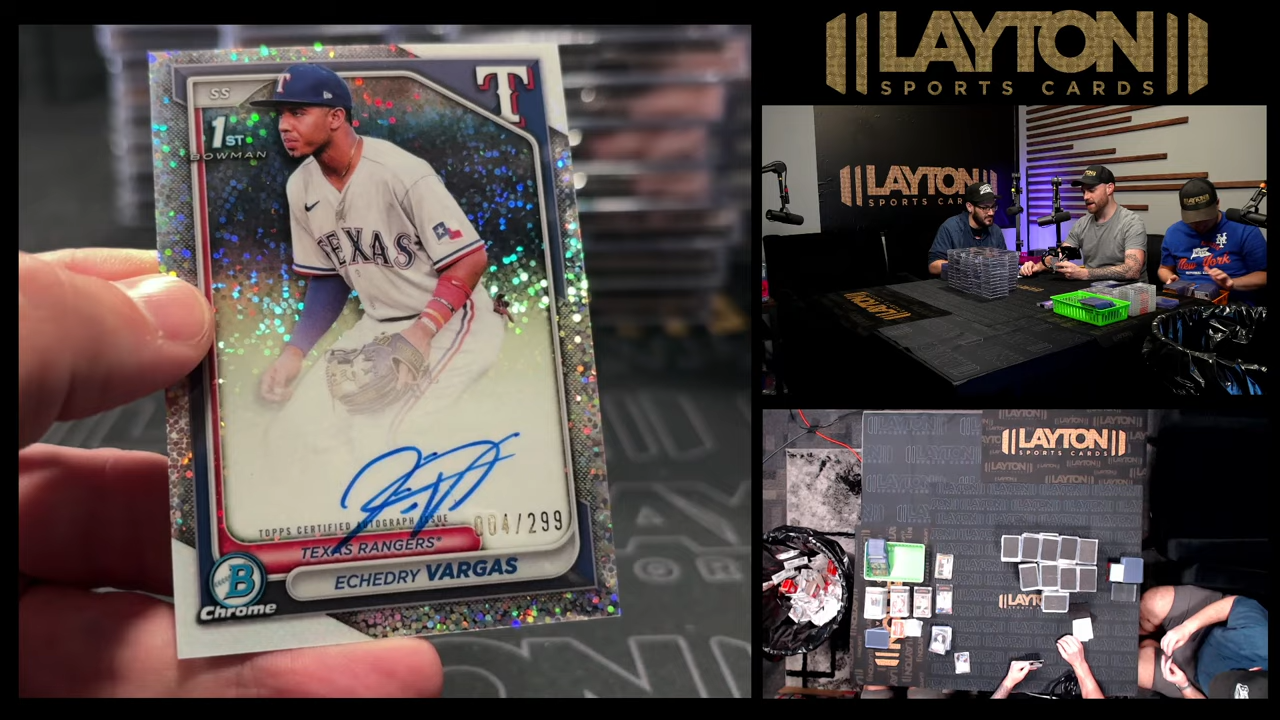 SS
T
T
1ST
BOWMAN
TEXAS
TOPPS CERTIFIED AUTOGRAPH ISSUE
004/299
TEXAS RANGERS
ECHEDRY VARGAS
B
Chrome
LAYTON
SPORTS CARDS
LAYTON
SPORTS CARDS
New York
LAYTON
SPORTS CARDS